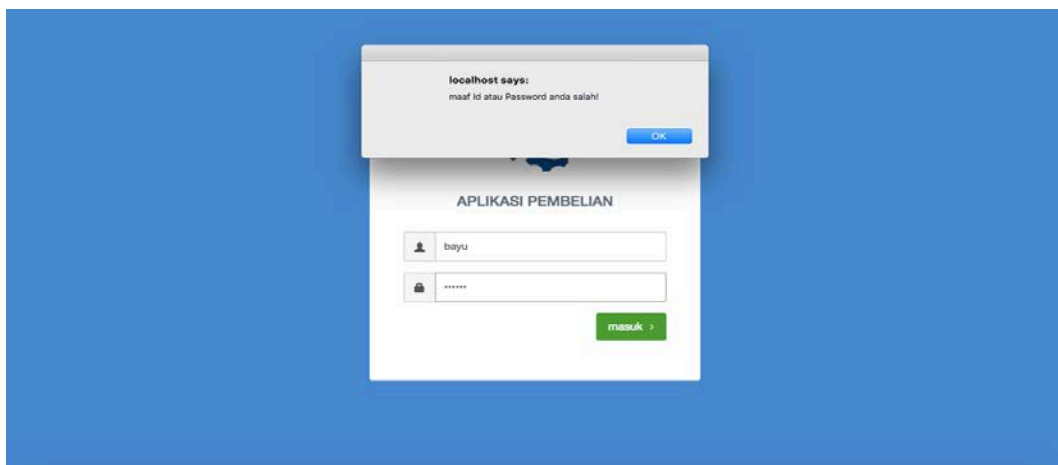 localhost says:
maaf Id atau Password anda salah!
OK
APLIKASI PEMBELIAN
bayu
••••••
masuk ›